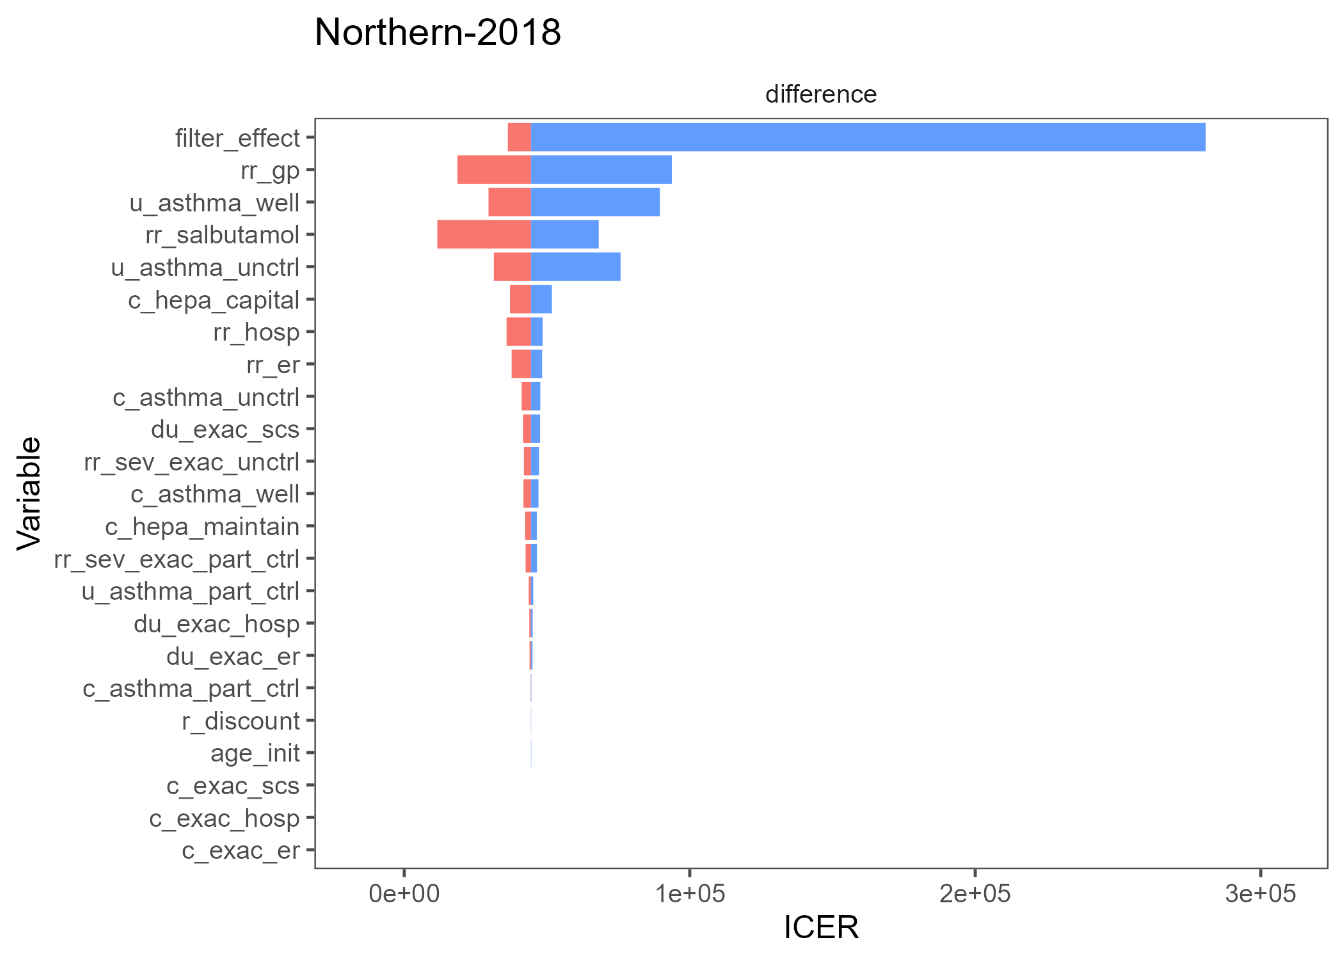 Northern-2018
difference
filter_effect
rr_gp
u_asthma_well
rr_salbutamol
u_asthma_unctrl
c_hepa_capital
rr_hosp
rr_er
c_asthma_unctrl
du_exac_scs
rr_sev_exac_unctrl
c_asthma_well
c_hepa_maintain
rr_sev_exac_part_ctrl
u_asthma_part_ctrl
du_exac_hosp
du_exac_er
c_asthma_part_ctrl
r_discount
age_init
c_exac_scs
c_exac_hosp
c_exac_er
Variable
0e+00 1e+05 2e+05 3e+05
ICER